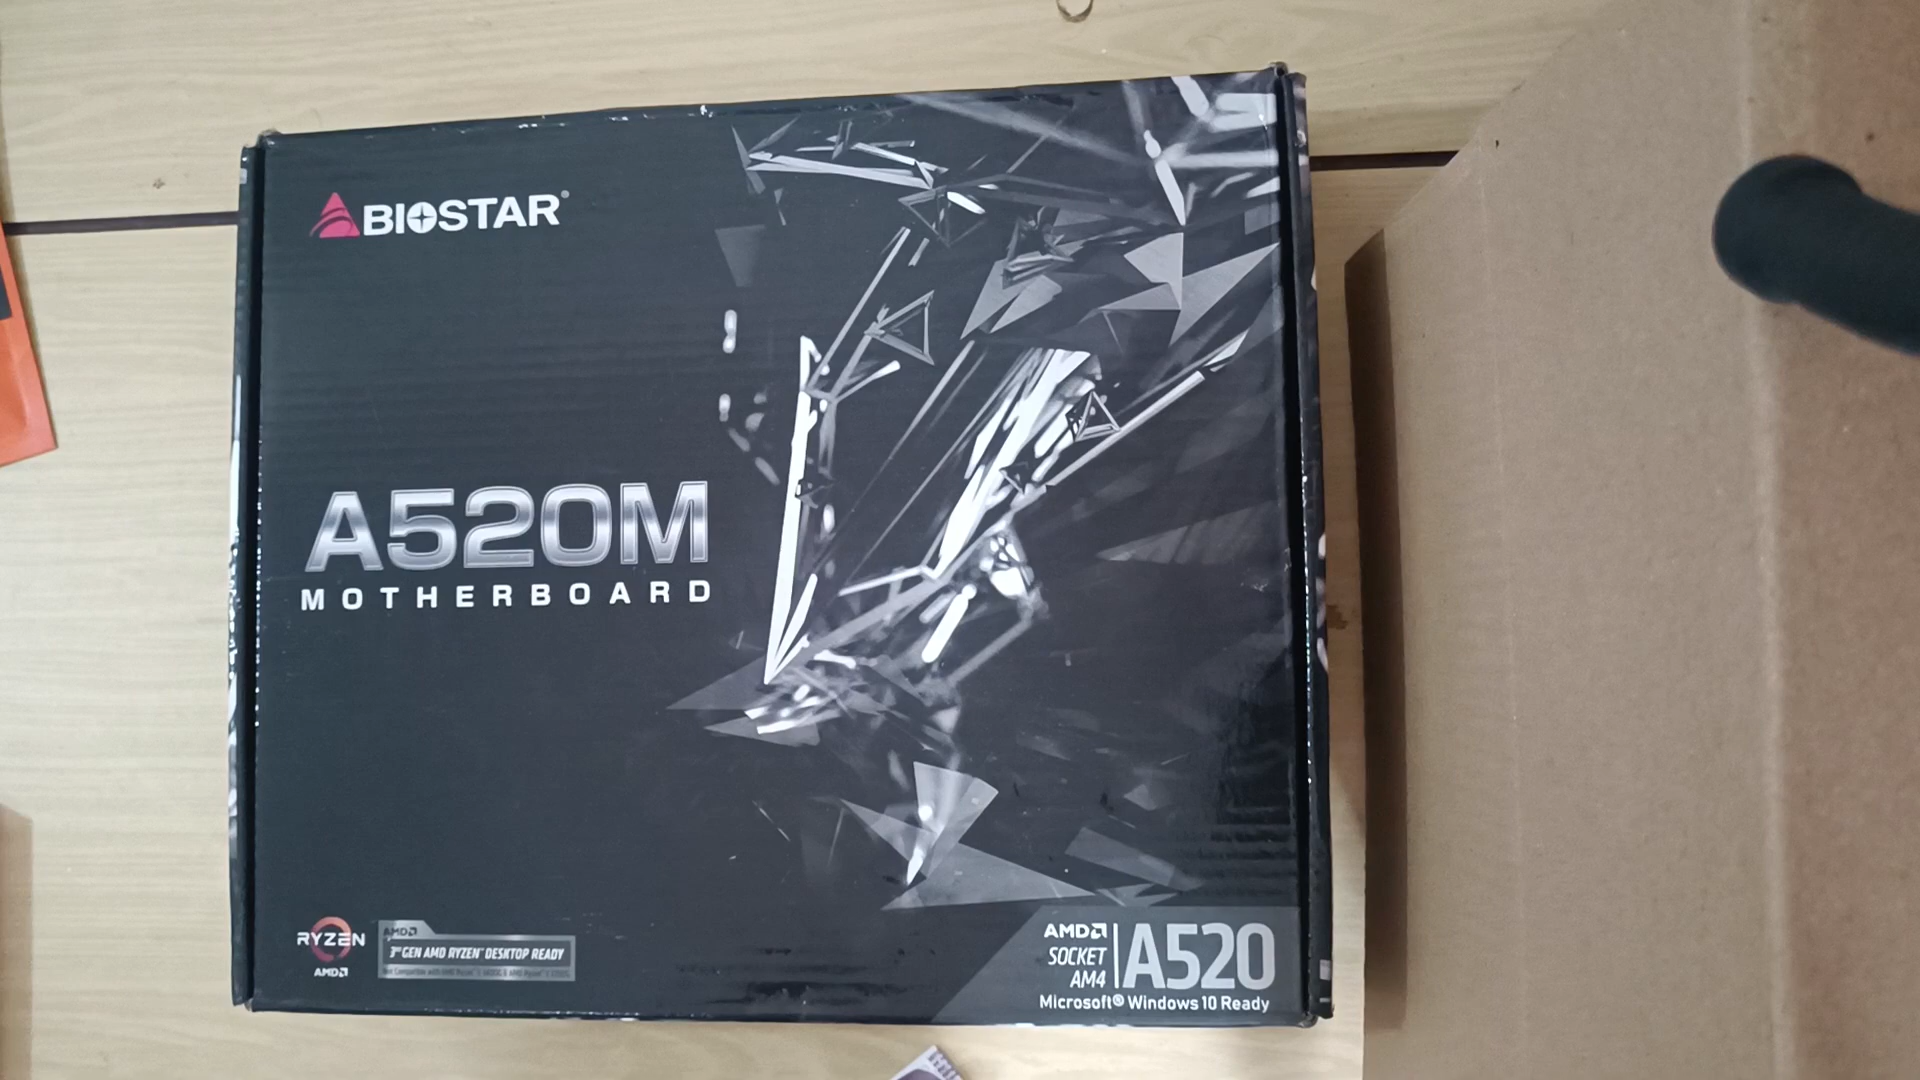 BIOSTAR®
A520M
MOTHERBOARD
RYZEN
AMD
AMD
3rd GEN AMD RYZEN™ DESKTOP READY
AMD
SOCKET
AM4
A520
Microsoft® Windows 10 Ready